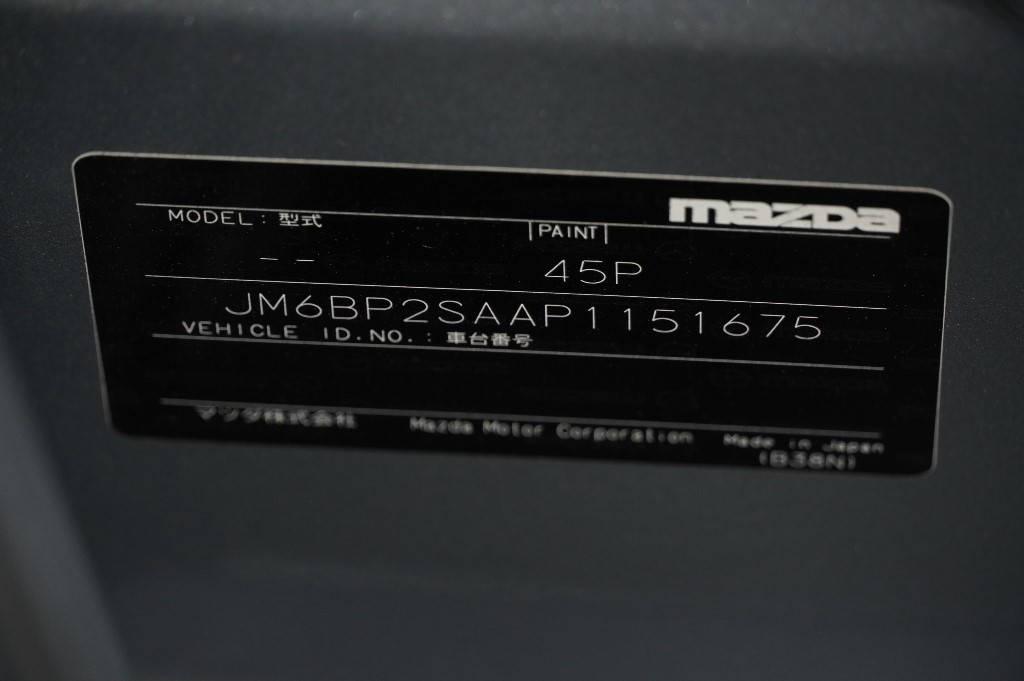 mazda
MODEL : 型式 |PAINT|
-- 45P
JM6BP2SAAP1151675
VEHICLE ID.NO. : 車台番号
マツダ株式会社 Mazda Motor Corporation Made in Japan
(B38N)